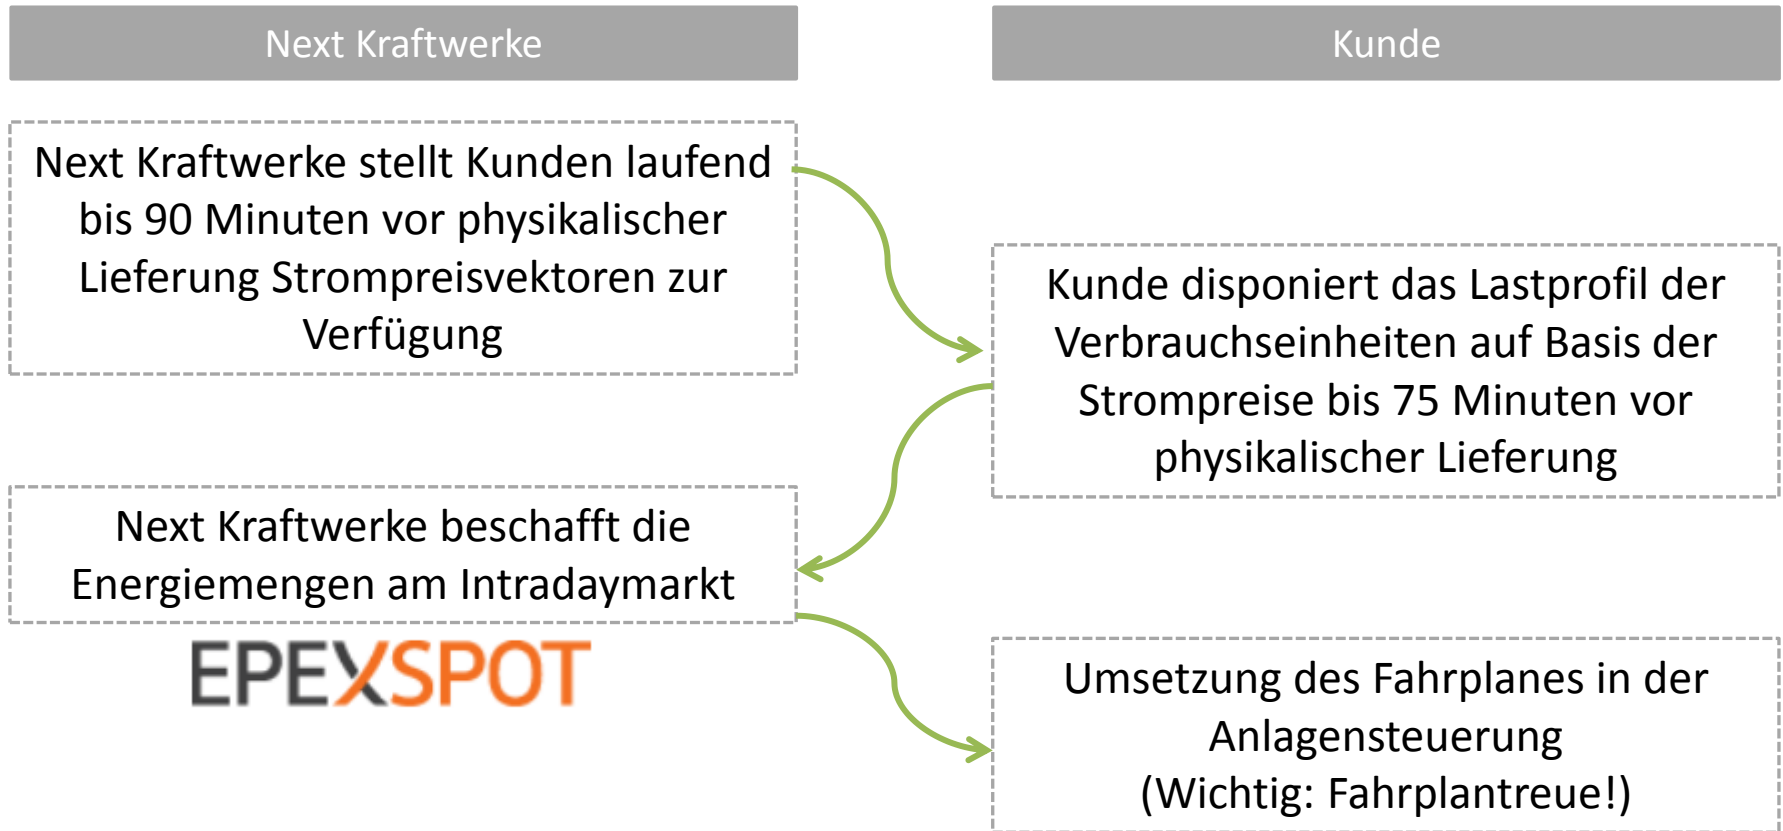 Next Kraftwerke
Kunde
Next Kraftwerke stellt Kunden laufend
bis 90 Minuten vor physikalischer
Lieferung Strompreisvektoren zur
Verfügung
Kunde disponiert das Lastprofil der
Verbrauchseinheiten auf Basis der
Strompreise bis 75 Minuten vor
physikalischer Lieferung
Next Kraftwerke beschafft die
Energiemengen am Intradaymarkt
EPEXSPOT
Umsetzung des Fahrplanes in der
Anlagensteuerung
(Wichtig: Fahrplantreue!)